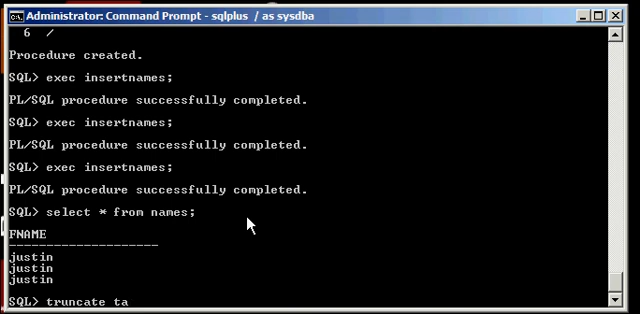 Administrator: Command Prompt - sqlplus / as sysdba
6 /
Procedure created.
SQL> exec insertnames;
PL/SQL procedure successfully completed.
SQL> exec insertnames;
PL/SQL procedure successfully completed.
SQL> exec insertnames;
PL/SQL procedure successfully completed.
SQL> select * from names;
FNAME
--------------------
justin
justin
justin
SQL> truncate ta